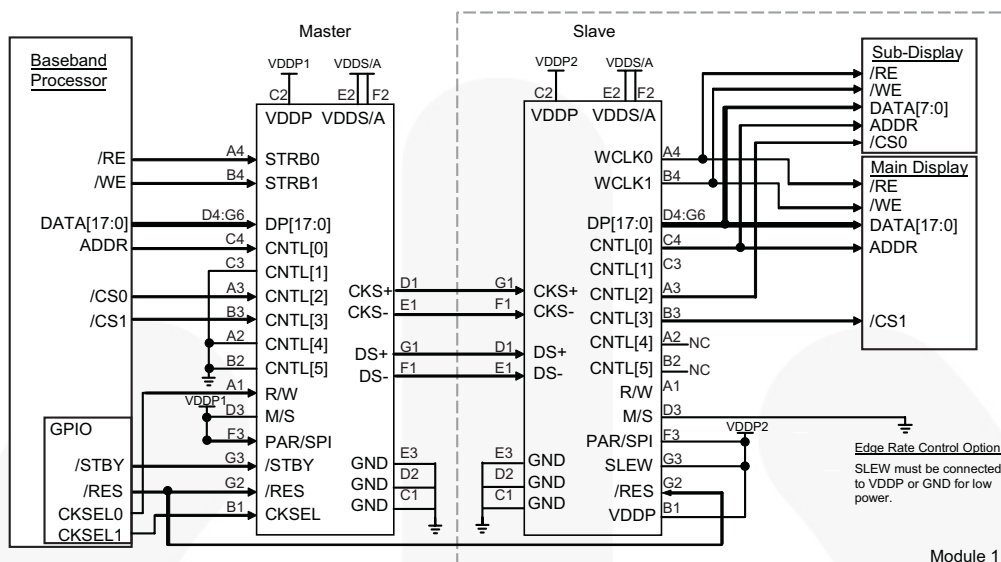 Master
Slave
Baseband
Processor
/RE
/WE
DATA[17:0]
ADDR
/CS0
/CS1
GPIO
/STBY
/RES
CKSEL0
CKSEL1
VDDP1
VDDS/A
C2
E2
F2
VDDP
VDDS/A
A4
STRB0
B4
STRB1
D4:G6
DP[17:0]
C4
CNTL[0]
C3
CNTL[1]
A3
CNTL[2]
B3
CNTL[3]
A2
CNTL[4]
B2
CNTL[5]
A1
R/W
VDDP1
D3
M/S
F3
PAR/SPI
G3
/STBY
G2
/RES
B1
CKSEL
CKS+
D1
CKS-
E1
DS+
G1
DS-
F1
GND
E3
GND
D2
GND
C1
VDDP2
VDDS/A
C2
E2
F2
VDDP
VDDS/A
G1
CKS+
F1
CKS-
D1
DS+
E1
DS-
E3
GND
D2
GND
C1
GND
WCLK0
A4
WCLK1
B4
DP[17:0]
D4:G6
CNTL[0]
C4
CNTL[1]
C3
CNTL[2]
A3
CNTL[3]
B3
CNTL[4]
A2
NC
CNTL[5]
B2
NC
R/W
A1
M/S
D3
PAR/SPI
F3
VDDP2
SLEW
G3
/RES
G2
VDDP
B1
Sub-Display
/RE
/WE
DATA[7:0]
ADDR
/CS0
Main Display
/RE
/WE
DATA[17:0]
ADDR
/CS1
Edge Rate Control Option
SLEW must be connected
to VDDP or GND for low
power.
Module 1